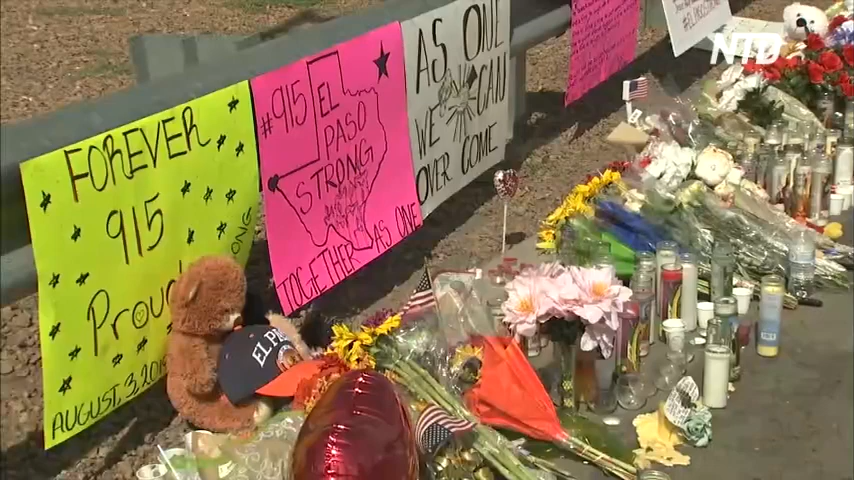 FOREVER
915
Proud
AUGUST, 3, 20
#915 EL
PASO
STRONG
TOGETHER AS ONE
AS ONE
WE CAN
OVER COME
NTD
EL P